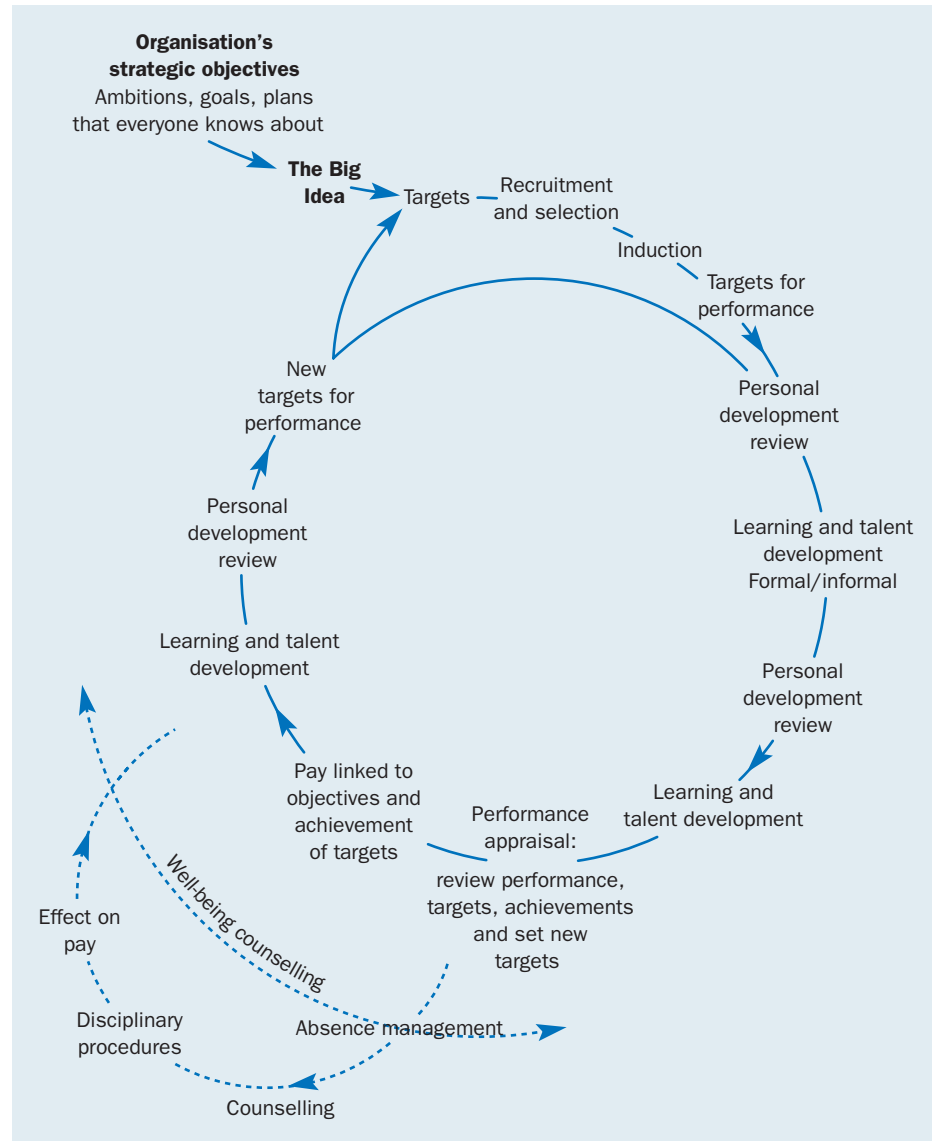 Organisation's
strategic objectives
Ambitions, goals, plans
that everyone knows about
The Big
Idea
Targets
Recruitment
and selection
Induction
Targets for
performance
Personal
development
review
Learning and talent
development
Formal/informal
Personal
development
review
Learning and
talent development
Performance
appraisal:
review performance,
targets, achievements
and set new
targets
Pay linked to
objectives and
achievement
of targets
Learning and talent
development
Personal
development
review
New
targets for
performance
Well-being counselling
Absence management
Counselling
Disciplinary
procedures
Effect on
pay